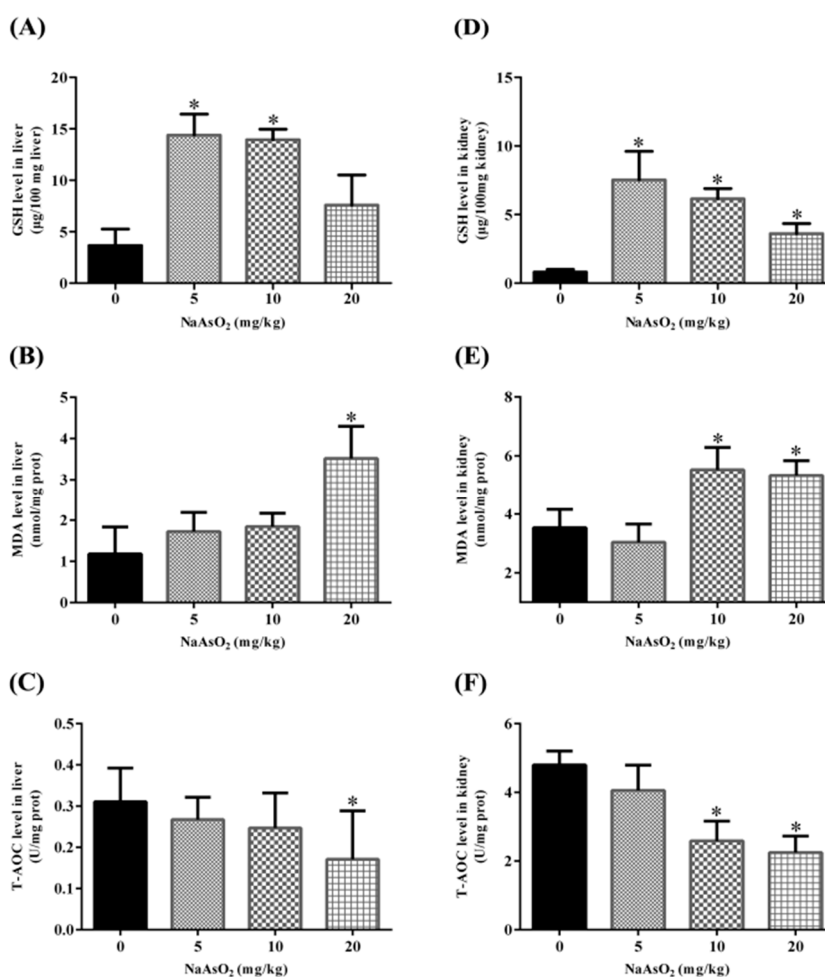 (A)
GSH level in liver
(µg/100 mg liver)
20
15
10
5
0
*
*
0 5 10 20
NaAsO₂ (mg/kg)
(D)
GSH level in kidney
(µg/100mg kidney)
15
10
5
0
*
*
*
0 5 10 20
NaAsO₂ (mg/kg)
(B)
MDA level in liver
(nmol/mg prot)
5
4
3
2
1
0
*
0 5 10 20
NaAsO₂ (mg/kg)
(E)
MDA level in kidney
(nmol/mg prot)
8
6
4
2
*
*
0 5 10 20
NaAsO₂ (mg/kg)
(C)
T-AOC level in liver
(U/mg prot)
0.5
0.4
0.3
0.2
0.1
0.0
*
0 5 10 20
NaAsO₂ (mg/kg)
(F)
T-AOC level in kidney
(U/mg prot)
6
4
2
0
*
*
0 5 10 20
NaAsO₂ (mg/kg)